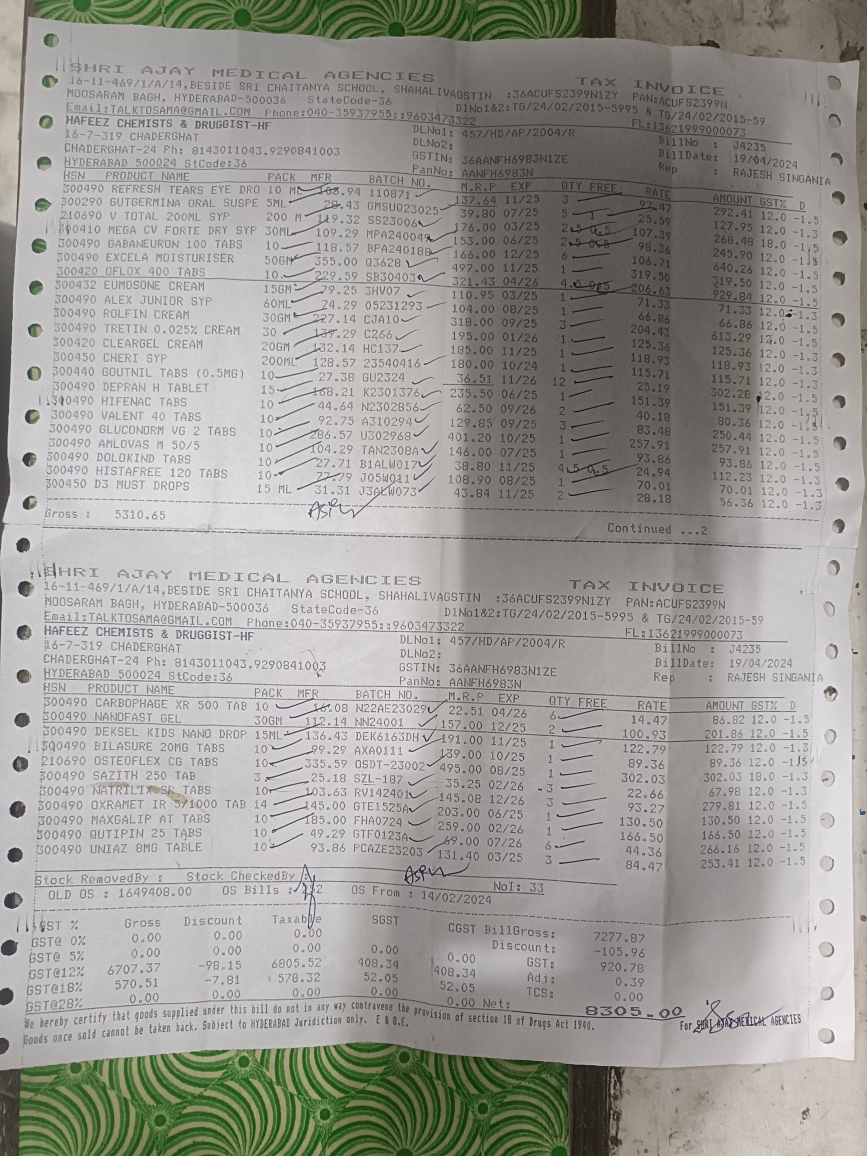 SHRI AJAY MEDICAL AGENCIES TAX INVOICE
16-11-469/1/A/14,BESIDE SRI CHAITANYA SCHOOL, SHAHALIVAGSTIN :36ACUFS2399N1ZY PAN:ACUFS2399N
MOOSARAM BAGH, HYDERABAD-500036 StateCode-36 DlNo1&2:TG/24/02/2015-5995 & TG/24/02/2015-59
Email:TALKTOSAMA@GMAIL.COM Phone:040-35937955::9603473322 FL:13621999000073
HAFEEZ CHEMISTS & DRUGGIST-HF DLNo1: 457/HD/AP/2004/R BillNo : J4235
16-7-319 CHADERGHAT DLNo2: BillDate: 19/04/2024
CHADERGHAT-24 Ph: 8143011043,9290841003 GSTIN: 36AANFH6983N1ZE Rep : RAJESH SINGANIA
HYDERABAD 500024 StCode:36 PanNo: AANFH6983N
HSN PRODUCT NAME PACK MFR BATCH NO. M.R.P EXP QTY FREE RATE AMOUNT GST% D
300490 REFRESH TEARS EYE DRO 10 ML 103.94 110871 137.64 11/25 3 97.47 292.41 12.0 -1.5
300290 GUTGERMINA ORAL SUSPE 5ML 29.43 GMSUQ23025 39.80 07/25 5 1 25.59 127.95 12.0 -1.5
210690 V TOTAL 200ML SYP 200 M 119.32 SS23006 176.00 03/25 2.5 0.5 107.39 268.48 18.0 -1.5
300410 MEGA CV FORTE DRY SYP 30ML 109.29 MPA24004 153.00 06/25 2.5 0.5 98.36 245.90 12.0 -1.5
300490 GABANEURON 100 TABS 10 118.57 BPA24018B 166.00 12/25 6 106.71 640.26 12.0 -1.5
300490 EXCELA MOISTURISER 50GM 355.00 03628 497.00 11/25 1 319.50 319.50 12.0 -1.5
300420 OFLOX 400 TABS 10 229.59 SB30403 321.43 04/26 4.5 0.5 206.63 929.84 12.0 -1.5
300432 EUMOSONE CREAM 15GM 79.25 3HV07 110.95 03/25 1 71.33 71.33 12.0 -1.3
300490 ALEX JUNIOR SYP 60ML 74.29 05231293 104.00 08/25 1 66.86 66.86 12.0 -1.5
300490 ROLFIN CREAM 30GM 227.14 CJA10 318.00 09/25 3 204.43 613.29 12.0 -1.5
300490 TRETIN 0.025% CREAM 30 139.29 C266 195.00 01/26 1 125.36 125.36 12.0 -1.3
300420 CLEARGEL CREAM 20GM 132.14 HC137 185.00 11/25 1 118.93 118.93 12.0 -1.3
300450 CHERI SYP 200ML 128.57 23540416 180.00 10/24 1 115.71 115.71 12.0 -1.3
300440 GOUTNIL TABS (0.5MG) 10 27.38 GU2324 36.51 11/26 12 25.19 302.28 12.0 -1.3
300490 DEPRAN H TABLET 15 168.21 K2301376 235.50 06/25 1 151.39 151.39 12.0 -1.5
300490 HIFENAC TABS 10 44.64 N2302856 62.50 09/26 2 40.18 80.36 12.0
300490 VALENT 40 TABS 10 92.75 A310294 129.85 09/25 3 83.48 250.44 12.0 -1.5
300490 GLUCONORM VG 2 TABS 10 286.57 U302968 401.20 10/25 1 257.91 257.91 12.0 -1.5
300490 AMLOVAS M 50/5 10 104.29 TAN2308A 146.00 07/25 1 93.86 93.86 12.0 -1.5
300490 DOLOKIND TABS 10 27.71 B1ALW017 38.80 11/25 4.5 0.5 24.94 112.23 12.0 -1.3
300490 HISTAFREE 120 TABS 10 77.79 J05W011 108.90 08/25 1 70.01 70.01 12.0 -1.3
300450 D3 MUST DROPS 15 ML 31.31 J3ALW073 43.84 11/25 2 28.18 56.36 12.0 -1.3
Gross : 5310.65 Continued ...2
SHRI AJAY MEDICAL AGENCIES TAX INVOICE
16-11-469/1/A/14,BESIDE SRI CHAITANYA SCHOOL, SHAHALIVAGSTIN :36ACUFS2399N1ZY PAN:ACUFS2399N
MOOSARAM BAGH, HYDERABAD-500036 StateCode-36 DlNo1&2:TG/24/02/2015-5995 & TG/24/02/2015-59
Email:TALKTOSAMA@GMAIL.COM Phone:040-35937955::9603473322 FL:13621999000073
HAFEEZ CHEMISTS & DRUGGIST-HF DLNo1: 457/HD/AP/2004/R BillNo : J4235
16-7-319 CHADERGHAT DLNo2: BillDate: 19/04/2024
CHADERGHAT-24 Ph: 8143011043,9290841003 GSTIN: 36AANFH6983N1ZE Rep : RAJESH SINGANIA
HYDERABAD 500024 StCode:36 PanNo: AANFH6983N
HSN PRODUCT NAME PACK MFR BATCH NO. M.R.P EXP QTY FREE RATE AMOUNT GST% D
300490 CARBOPHAGE XR 500 TAB 10 16.08 N22AE23029 22.51 04/26 6 14.47 86.82 12.0 -1.5
300490 NANOFAST GEL 30GM 112.14 NN24001 157.00 12/25 2 100.93 201.86 12.0 -1.5
300490 DEKSEL KIDS NANO DROP 15ML 136.43 DEK6163DH 191.00 11/25 1 122.79 122.79 12.0 -1.3
300490 BILASURE 20MG TABS 10 99.29 AXA0111 139.00 10/25 1 89.36 89.36 12.0 -1.5
210690 OSTEOFLEX CG TABS 10 335.59 OSDT-23002 495.00 08/25 1 302.03 302.03 18.0 -1.3
300490 SAZITH 250 TAB 3 25.18 SZL-187 35.25 02/26 3 22.66 67.98 12.0 -1.3
300490 NATRILIX SR TABS 10 103.63 RV142401 145.08 12/26 3 93.27 279.81 12.0 -1.5
300490 OXRAMET IR 5/1000 TAB 14 145.00 GTE1525A 203.00 06/25 1 130.50 130.50 12.0 -1.5
300490 MAXGALIP AT TABS 10 185.00 FHA0724 259.00 02/26 1 166.50 166.50 12.0 -1.5
300490 QUTIPIN 25 TABS 10 49.29 GTF0123A 69.00 07/26 6 44.36 266.16 12.0 -1.5
300490 UNIAZ 8MG TABLE 10 93.86 PCAZE23203 131.40 03/25 3 84.47 253.41 12.0 -1.5
Stock RemovedBy : Stock CheckedBy : NoI: 33
OLD OS : 1649408.00 OS Bills : OS From : 14/02/2024
GST % Gross Discount Taxable SGST CGST BillGross: 7277.87
GST@ 0% 0.00 0.00 0.00 Discount: -105.96
GST@ 5% 0.00 0.00 0.00 0.00 0.00 GST: 920.78
GST@12% 6707.37 -98.15 6805.52 408.34 408.34 Adj: 0.39
GST@18% 570.51 -7.81 578.32 52.05 52.05 TCS: 0.00
GST@28% 0.00 0.00 0.00 0.00 0.00 Net: 8305.00
We hereby certify that goods supplied under this bill do not in any way contravene the provision of section 18 of Drugs Act 1940.
Goods once sold cannot be taken back. Subject to HYDERABAD Juridiction only. E & O.E. For SHRI AJAY MEDICAL AGENCIES